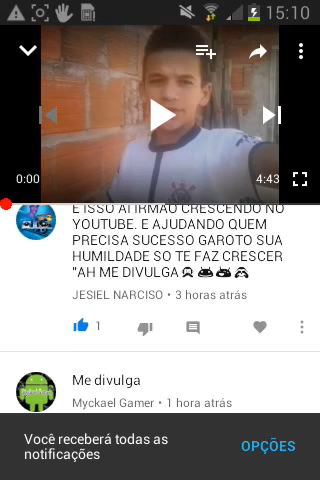 15:10
0:00
4:43
E ISSO AI IRMÃO CRESCENDO NO
YOUTUBE. E AJUDANDO QUEM
PRECISA SUCESSO GAROTO SUA
HUMILDADE SO TE FAZ CRESCER
"AH ME DIVULGA
JESIEL NARCISO • 3 horas atrás
1
Me divulga
Myckael Gamer • 1 hora atrás
Você receberá todas as
notificações
OPÇÕES